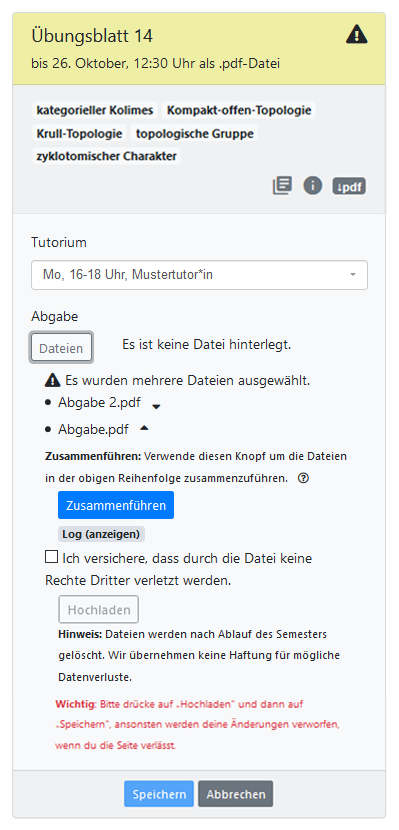 Übungsblatt 14
bis 26. Oktober, 12:30 Uhr als .pdf-Datei
kategorieller Kolimes Kompakt-offen-Topologie
Krull-Topologie topologische Gruppe
zyklotomischer Charakter
↓pdf
Tutorium
Mo, 16-18 Uhr, Mustertutor*in
Abgabe
Dateien Es ist keine Datei hinterlegt.
Es wurden mehrere Dateien ausgewählt.
• Abgabe 2.pdf
• Abgabe.pdf
Zusammenführen: Verwende diesen Knopf um die Dateien
in der obigen Reihenfolge zusammenzuführen.
Zusammenführen
Log (anzeigen)
Ich versichere, dass durch die Datei keine
Rechte Dritter verletzt werden.
Hochladen
Hinweis: Dateien werden nach Ablauf des Semesters
gelöscht. Wir übernehmen keine Haftung für mögliche
Datenverluste.
Wichtig: Bitte drücke auf „Hochladen“ und dann auf
„Speichern“, ansonsten werden deine Änderungen verworfen,
wenn du die Seite verlässt.
Speichern Abbrechen